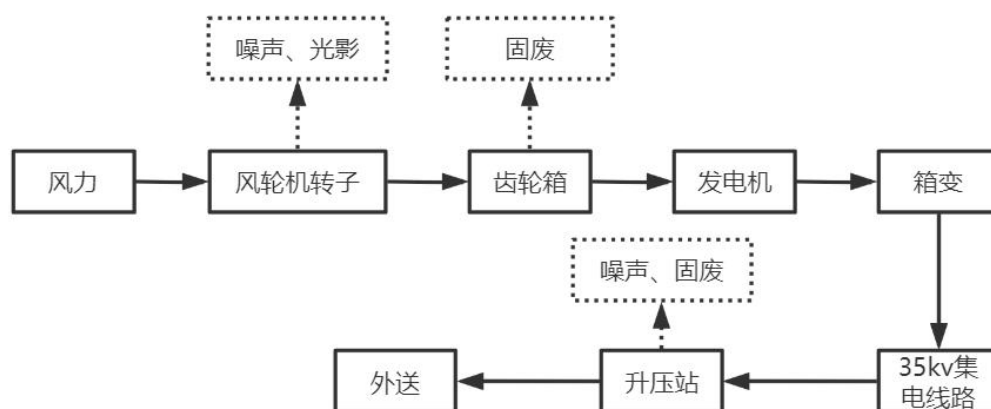 噪声、光影
固废
风力
风轮机转子
齿轮箱
发电机
箱变
噪声、固废
外送
升压站
35kv集
电线路